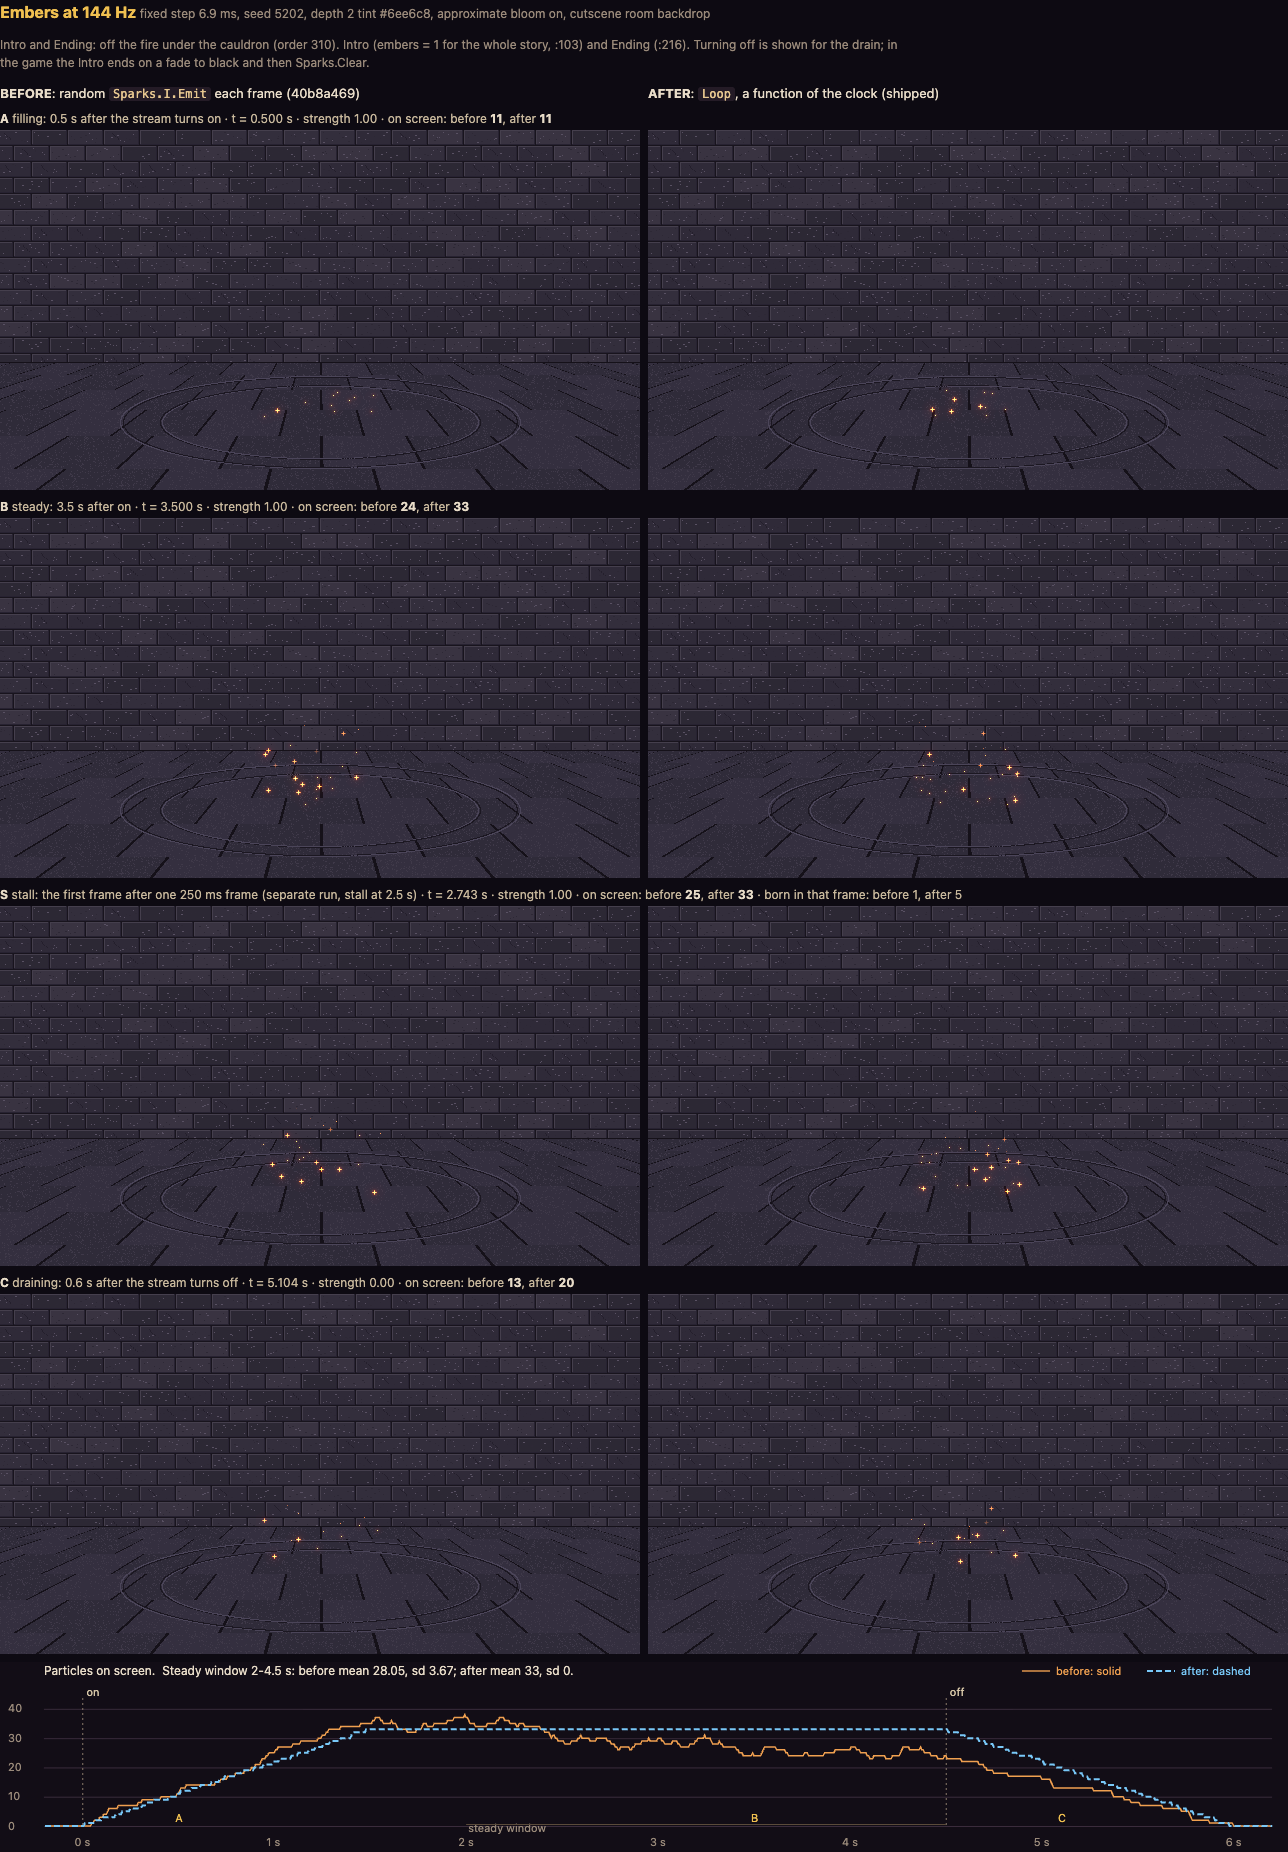 Embers at 144 Hz fixed step 6.9 ms, seed 5202, depth 2 tint #6ee6c8, approximate bloom on, cutscene room backdrop
Intro and Ending: off the fire under the cauldron (order 310). Intro (embers = 1 for the whole story, :103) and Ending (:216). Turning off is shown for the drain; in
the game the Intro ends on a fade to black and then Sparks.Clear.
BEFORE: random Sparks.I.Emit each frame (40b8a469)
AFTER: Loop, a function of the clock (shipped)
A filling: 0.5 s after the stream turns on · t = 0.500 s · strength 1.00 · on screen: before 11, after 11
B steady: 3.5 s after on · t = 3.500 s · strength 1.00 · on screen: before 24, after 33
S stall: the first frame after one 250 ms frame (separate run, stall at 2.5 s) · t = 2.743 s · strength 1.00 · on screen: before 25, after 33 · born in that frame: before 1, after 5
C draining: 0.6 s after the stream turns off · t = 5.104 s · strength 0.00 · on screen: before 13, after 20
Particles on screen. Steady window 2-4.5 s: before mean 28.05, sd 3.67; after mean 33, sd 0.
before: solid
after: dashed
on
off
40
30
20
10
0
A
B
C
steady window
0 s
1 s
2 s
3 s
4 s
5 s
6 s